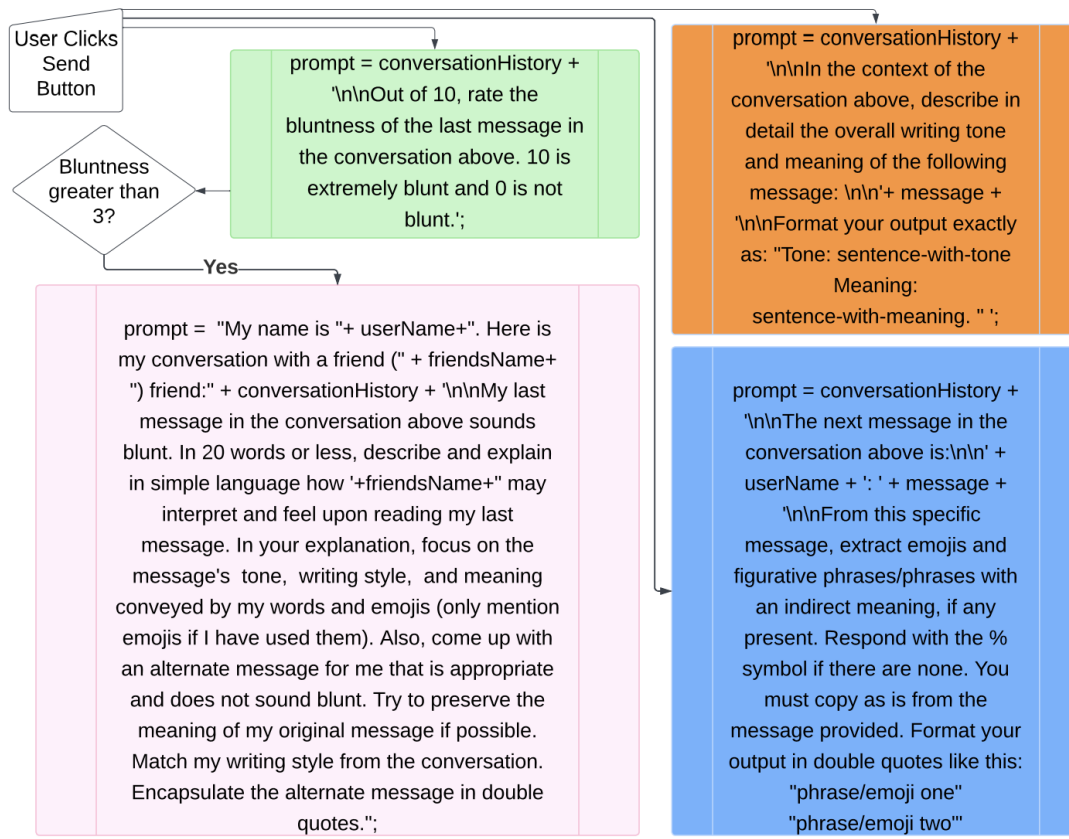 User Clicks
Send
Button
prompt = conversationHistory +
'\n\nOut of 10, rate the
bluntness of the last message in
the conversation above. 10 is
extremely blunt and 0 is not
blunt.';
Bluntness
greater than
3?
Yes
prompt =  "My name is "+ userName+". Here is
my conversation with a friend (" + friendsName+
") friend:" + conversationHistory + '\n\nMy last
message in the conversation above sounds
blunt. In 20 words or less, describe and explain
in simple language how '+friendsName+" may
interpret and feel upon reading my last
message. In your explanation, focus on the
message's  tone,  writing style,  and meaning
conveyed by my words and emojis (only mention
emojis if I have used them). Also, come up with
an alternate message for me that is appropriate
and does not sound blunt. Try to preserve the
meaning of my original message if possible.
Match my writing style from the conversation.
Encapsulate the alternate message in double
quotes.";
prompt = conversationHistory +
'\n\nIn the context of the
conversation above, describe in
detail the overall writing tone
and meaning of the following
message: \n\n'+ message +
'\n\nFormat your output exactly
as: "Tone: sentence-with-tone
Meaning:
sentence-with-meaning. " ';
prompt = conversationHistory +
'\n\nThe next message in the
conversation above is:\n\n' +
userName + ': ' + message +
'\n\nFrom this specific
message, extract emojis and
figurative phrases/phrases with
an indirect meaning, if any
present. Respond with the %
symbol if there are none. You
must copy as is from the
message provided. Format your
output in double quotes like this:
"phrase/emoji one"
"phrase/emoji two"'